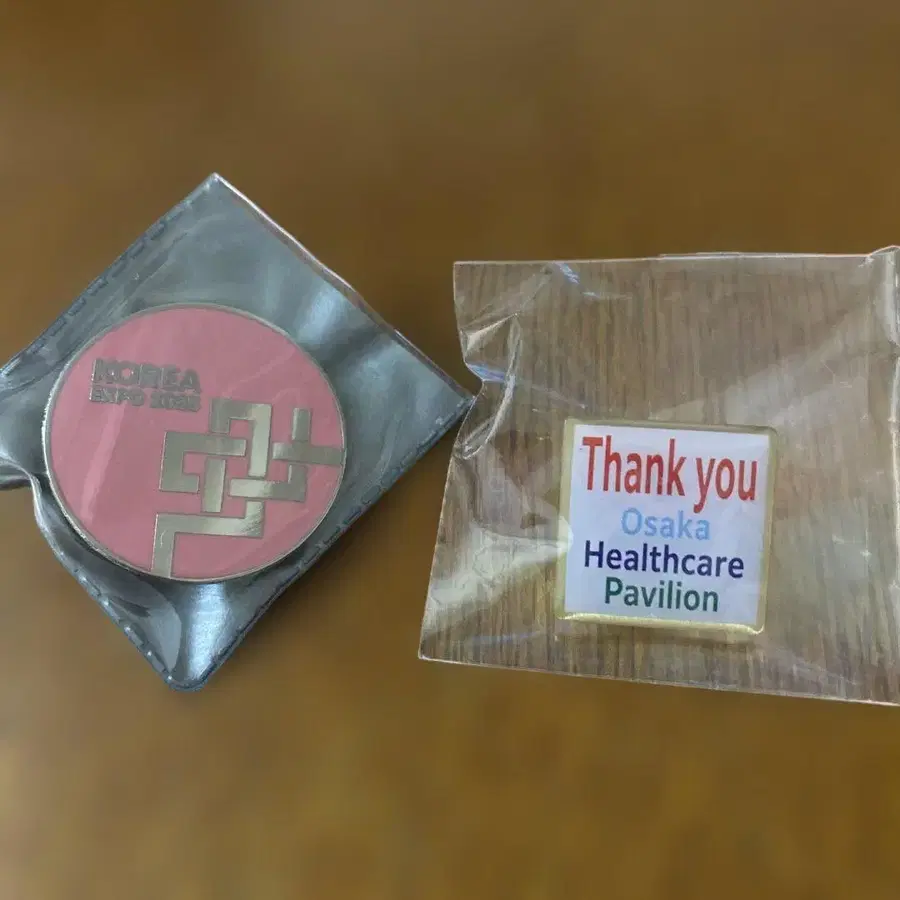 KOREA
EXPO 2025
Thank you
Osaka
Healthcare
Pavilion